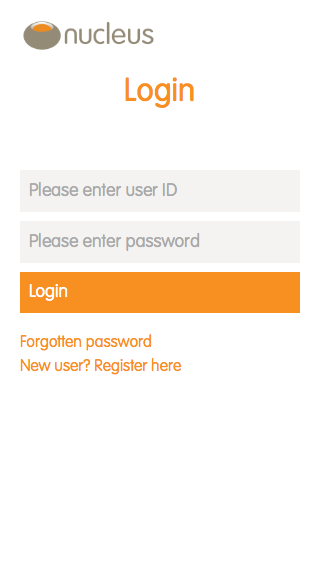 nucleus
Login
Please enter user ID
Please enter password
Login
Forgotten password
New user? Register here